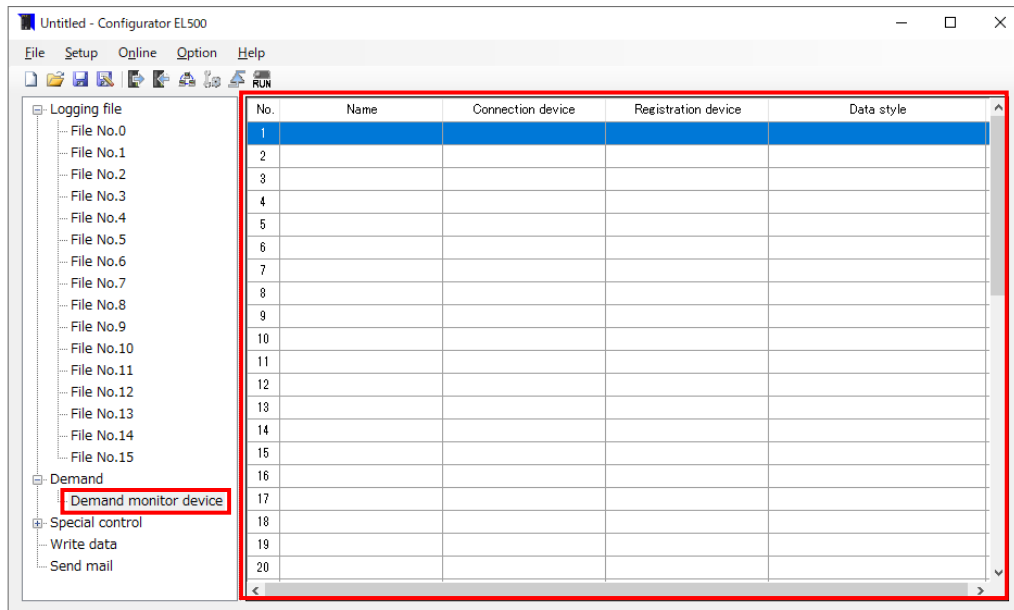 Untitled - Configurator EL500
File Setup Online Option Help
RUN
Logging file
File No.0
File No.1
File No.2
File No.3
File No.4
File No.5
File No.6
File No.7
File No.8
File No.9
File No.10
File No.11
File No.12
File No.13
File No.14
File No.15
Demand
Demand monitor device
Special control
Write data
Send mail
No. Name Connection device Registration device Data style
1
2
3
4
5
6
7
8
9
10
11
12
13
14
15
16
17
18
19
20